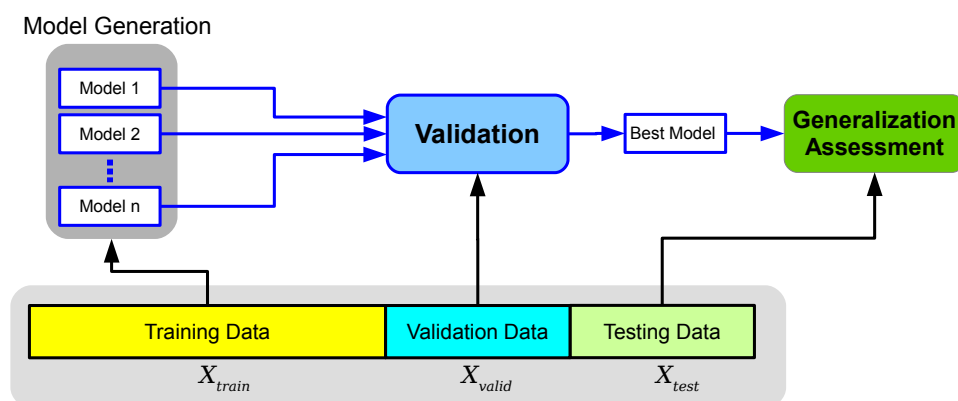 Model Generation
Model 1
Model 2
Model n
Validation
Best Model
Generalization
Assessment
Training Data
Validation Data
Testing Data
X_train
X_valid
X_test